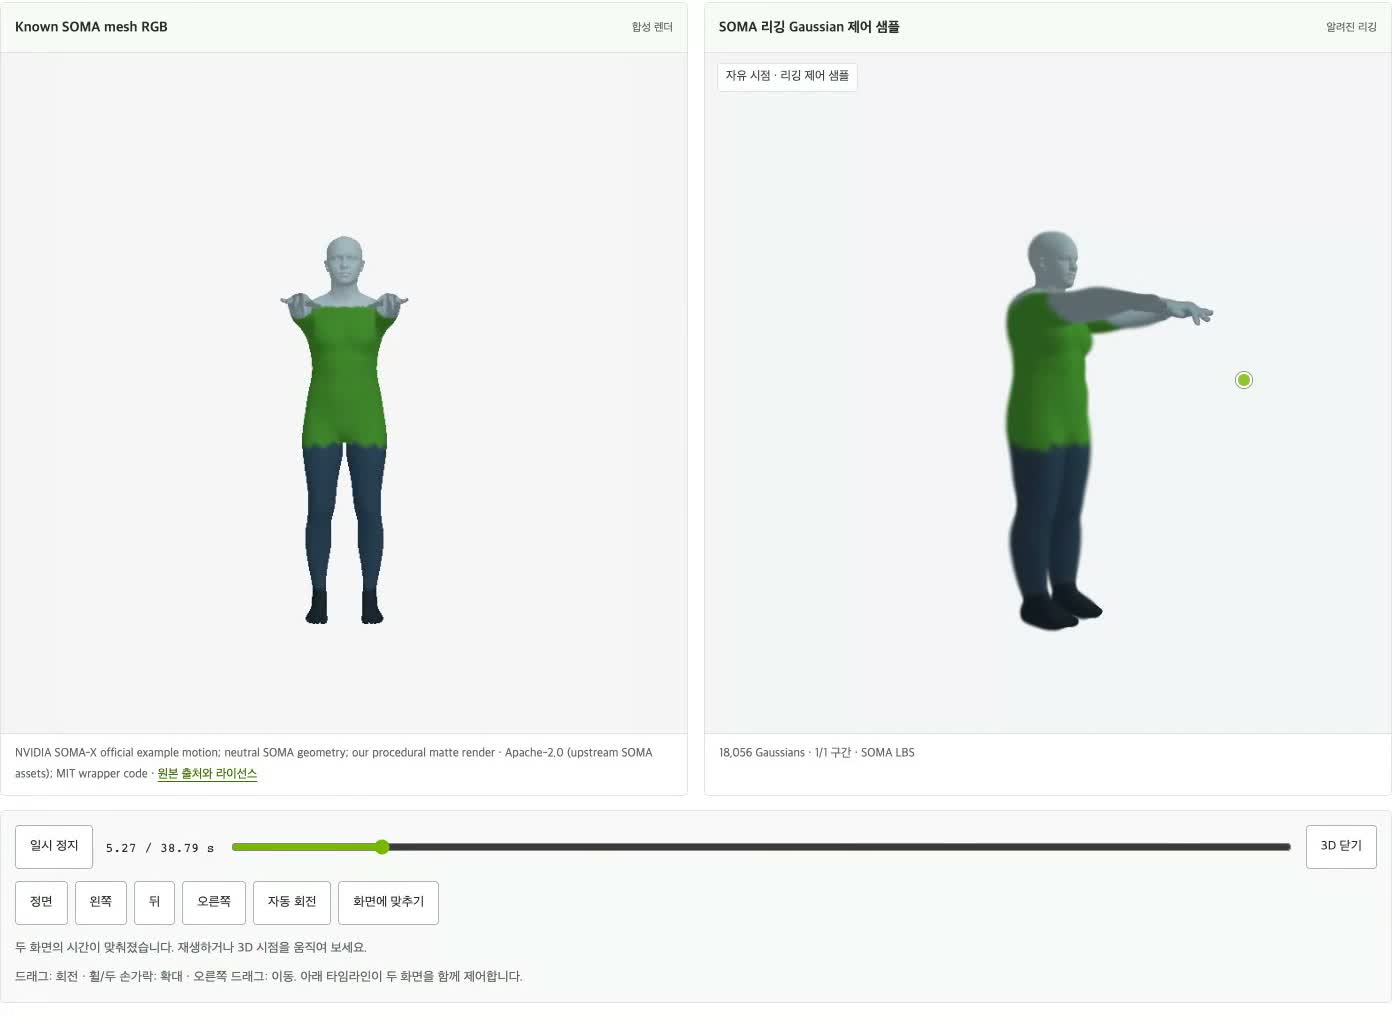 Known SOMA mesh RGB
합성 렌더
SOMA 리깅 Gaussian 제어 샘플
알려진 리깅
자유 시점 · 리깅 제어 샘플
NVIDIA SOMA-X official example motion; neutral SOMA geometry; our procedural matte render · Apache-2.0 (upstream SOMA
assets); MIT wrapper code · 원본 출처와 라이선스
18,056 Gaussians · 1/1 구간 · SOMA LBS
일시 정지
5.27 / 38.79 s
3D 닫기
정면
왼쪽
뒤
오른쪽
자동 회전
화면에 맞추기
두 화면의 시간이 맞춰졌습니다. 재생하거나 3D 시점을 움직여 보세요.
드래그: 회전 · 휠/두 손가락: 확대 · 오른쪽 드래그: 이동. 아래 타임라인이 두 화면을 함께 제어합니다.